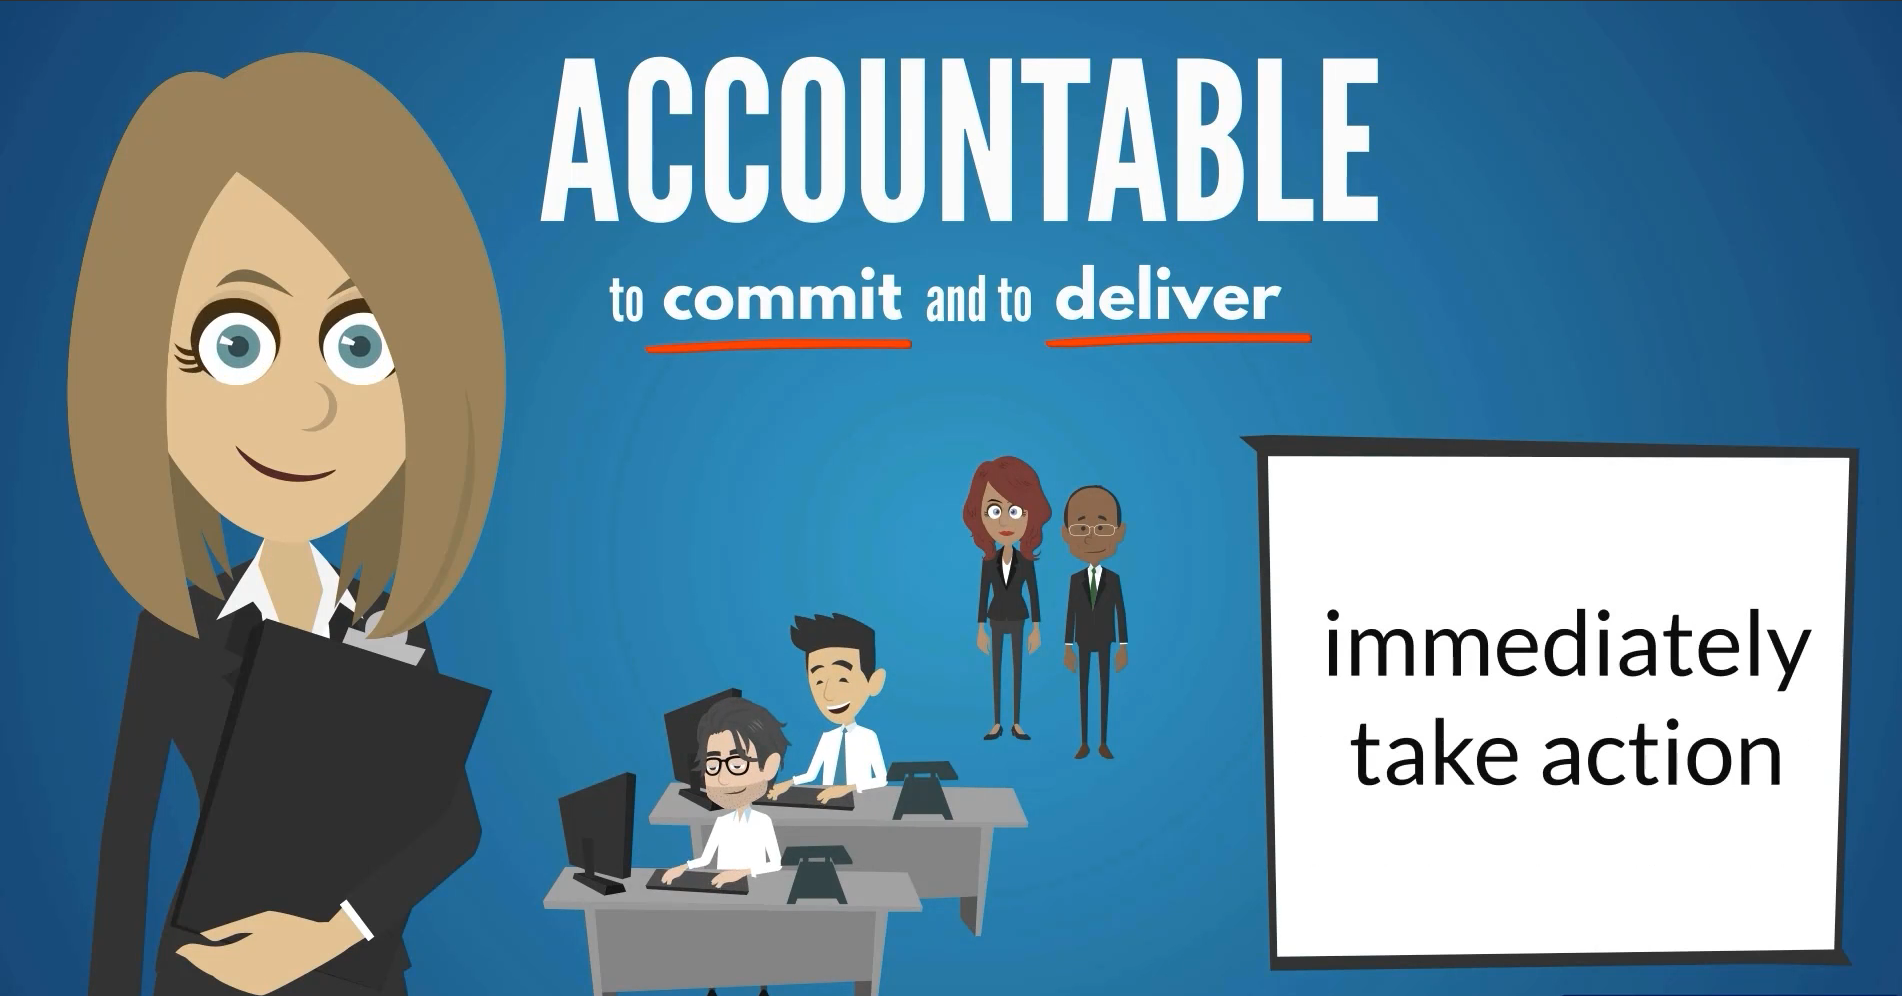 ACCOUNTABLE
to commit and to deliver
immediately
take action